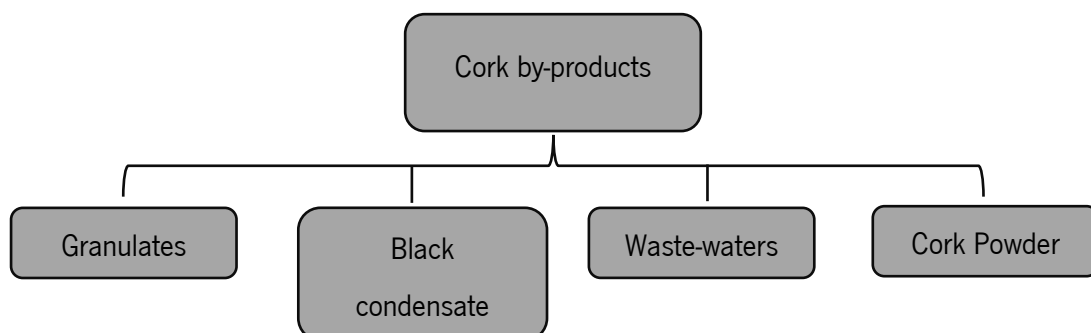 Cork by-products
Granulates
Black
condensate
Waste-waters
Cork Powder